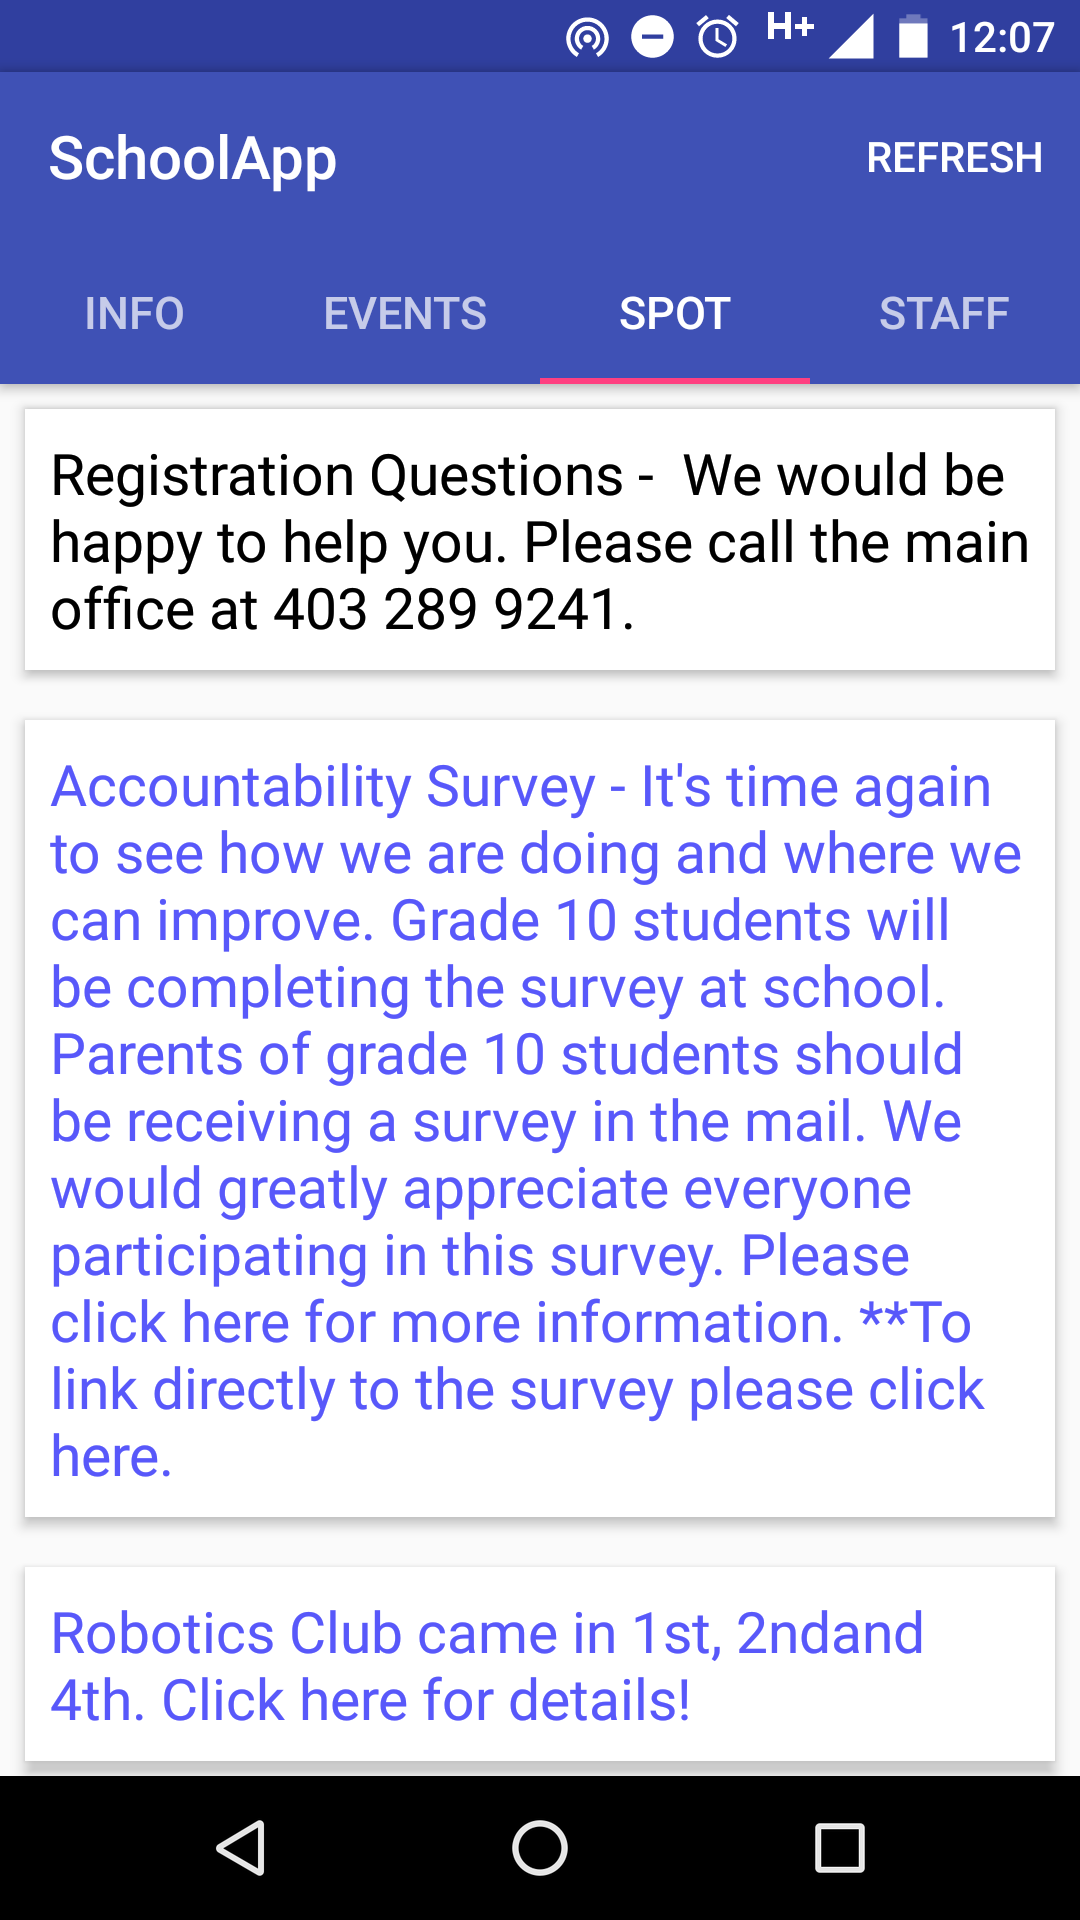 H+ 12:07
SchoolApp REFRESH
INFO EVENTS SPOT STAFF
Registration Questions -  We would be
happy to help you. Please call the main
office at 403 289 9241.
Accountability Survey - It's time again
to see how we are doing and where we
can improve. Grade 10 students will
be completing the survey at school.
Parents of grade 10 students should
be receiving a survey in the mail. We
would greatly appreciate everyone
participating in this survey. Please
click here for more information. **To
link directly to the survey please click
here.
Robotics Club came in 1st, 2ndand
4th. Click here for details!